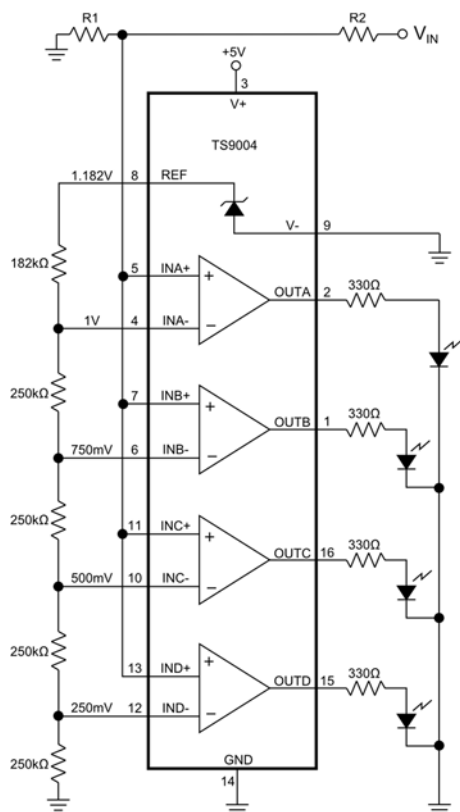 R1
R2
VIN
+5V
3
V+
TS9004
1.182V
8
REF
V-
9
182kΩ
5
INA+
+
OUTA
2
330Ω
1V
4
INA-
−
250kΩ
7
INB+
+
OUTB
1
330Ω
750mV
6
INB-
−
250kΩ
11
INC+
+
OUTC
16
330Ω
500mV
10
INC-
−
250kΩ
13
IND+
+
OUTD
15
330Ω
250mV
12
IND-
−
250kΩ
GND
14